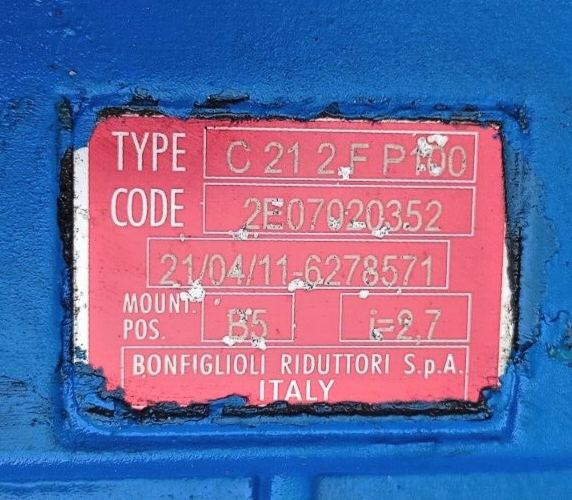 TYPE C 21 2 F P100
CODE 2E07020352
21/04/11-6278571
MOUNT. POS. B5 i=2,7
BONFIGLIOLI RIDUTTORI S.p.A.
ITALY